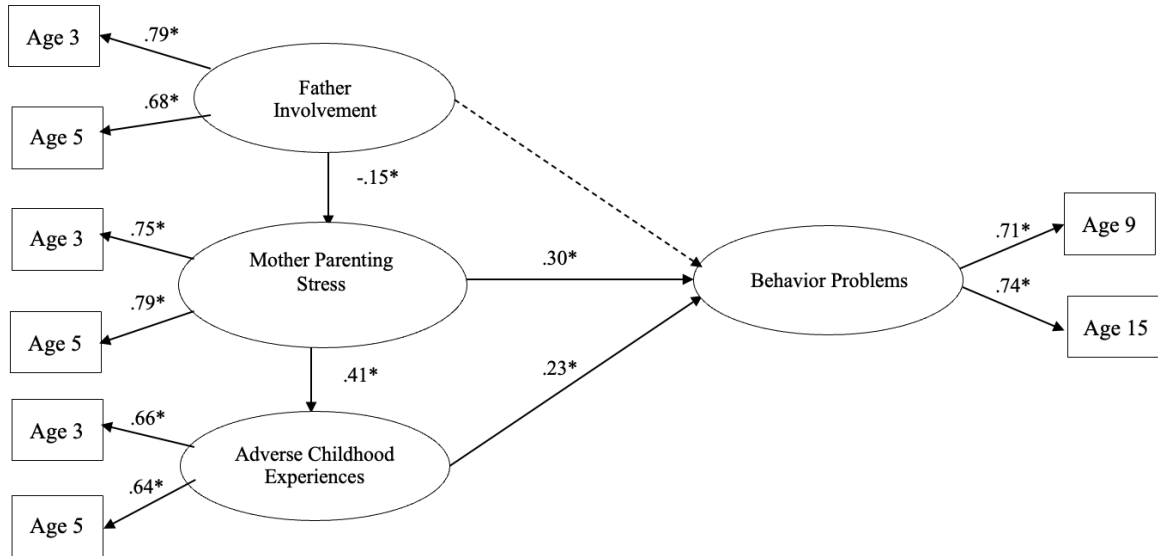 Age 3
.79*
Father
Involvement
.68*
Age 5
-.15*
Age 3
.75*
Mother Parenting
Stress
.30*
Behavior Problems
.71*
Age 9
.79*
Age 5
.74*
Age 15
.41*
.23*
Age 3
.66*
Adverse Childhood
Experiences
.64*
Age 5